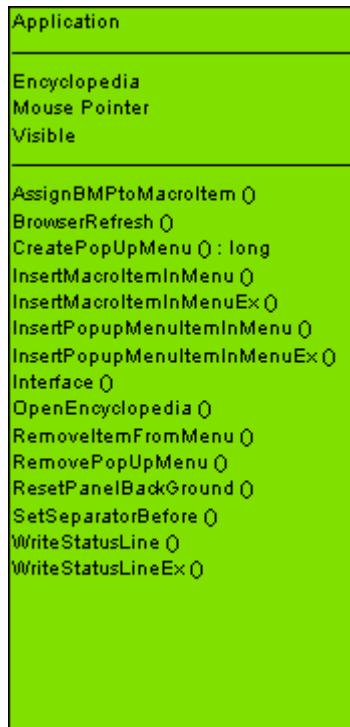 Application
Encyclopedia
Mouse Pointer
Visible
AssignBMPtoMacroItem ()
BrowserRefresh ()
CreatePopUpMenu () : long
InsertMacroItemInMenu ()
InsertMacroItemInMenuEx ()
InsertPopupMenuItemInMenu ()
InsertPopupMenuItemInMenuEx ()
Interface ()
OpenEncyclopedia ()
RemoveItemFromMenu ()
RemovePopUpMenu ()
ResetPanelBackGround ()
SetSeparatorBefore ()
WriteStatusLine ()
WriteStatusLineEx ()